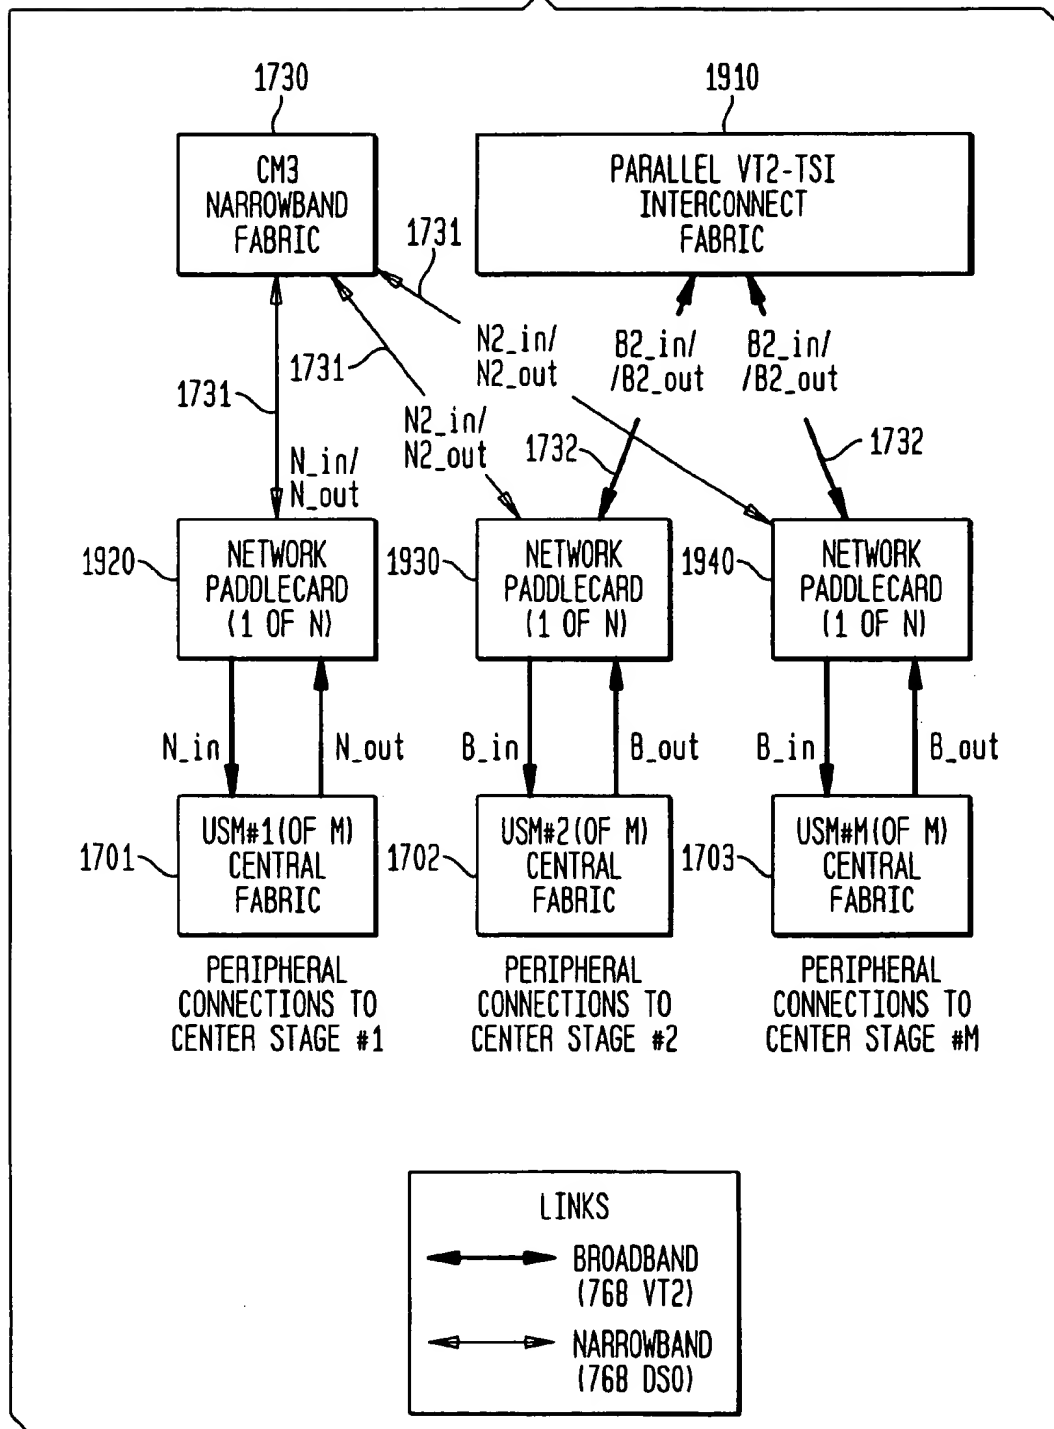 1730
1910
CM3
NARROWBAND
FABRIC
PARALLEL VT2-TSI
INTERCONNECT
FABRIC
1731
N2_in/
N2_out
B2_in/
/B2_out
B2_in/
/B2_out
1731
1731
N2_in/
N2_out
1732
1732
N_in/
N_out
1920
NETWORK
PADDLECARD
(1 OF N)
1930
NETWORK
PADDLECARD
(1 OF N)
1940
NETWORK
PADDLECARD
(1 OF N)
N_in
N_out
B_in
B_out
B_in
B_out
1701
USM#1(OF M)
CENTRAL
FABRIC
1702
USM#2(OF M)
CENTRAL
FABRIC
1703
USM#M(OF M)
CENTRAL
FABRIC
PERIPHERAL
CONNECTIONS TO
CENTER STAGE #1
PERIPHERAL
CONNECTIONS TO
CENTER STAGE #2
PERIPHERAL
CONNECTIONS TO
CENTER STAGE #M
LINKS
BROADBAND
(768 VT2)
NARROWBAND
(768 DS0)